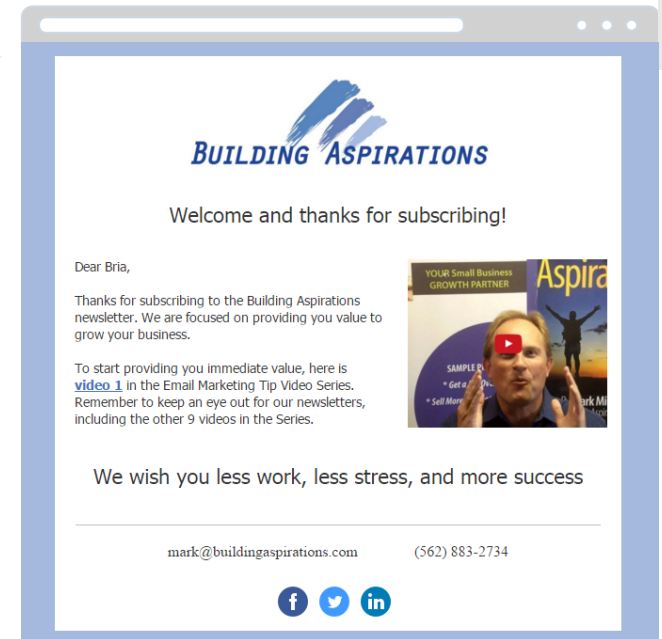 BUILDING ASPIRATIONS
Welcome and thanks for subscribing!
Dear Bria,
Thanks for subscribing to the Building Aspirations
newsletter. We are focused on providing you value to
grow your business.
To start providing you immediate value, here is
video 1 in the Email Marketing Tip Video Series.
Remember to keep an eye out for our newsletters,
including the other 9 videos in the Series.
YOUR Small Business
GROWTH PARTNER
Aspira
SAMPLE
* Get a
* Sell More
We wish you less work, less stress, and more success
mark@buildingaspirations.com (562) 883-2734
f
in